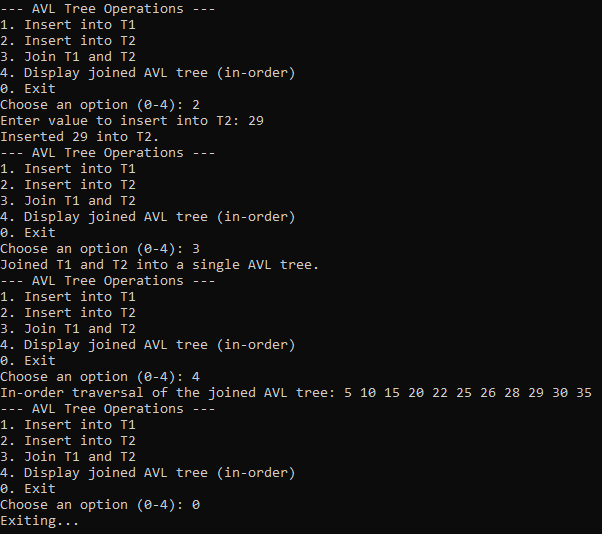 --- AVL Tree Operations ---
1. Insert into T1
2. Insert into T2
3. Join T1 and T2
4. Display joined AVL tree (in-order)
0. Exit
Choose an option (0-4): 2
Enter value to insert into T2: 29
Inserted 29 into T2.
--- AVL Tree Operations ---
1. Insert into T1
2. Insert into T2
3. Join T1 and T2
4. Display joined AVL tree (in-order)
0. Exit
Choose an option (0-4): 3
Joined T1 and T2 into a single AVL tree.
--- AVL Tree Operations ---
1. Insert into T1
2. Insert into T2
3. Join T1 and T2
4. Display joined AVL tree (in-order)
0. Exit
Choose an option (0-4): 4
In-order traversal of the joined AVL tree: 5 10 15 20 22 25 26 28 29 30 35
--- AVL Tree Operations ---
1. Insert into T1
2. Insert into T2
3. Join T1 and T2
4. Display joined AVL tree (in-order)
0. Exit
Choose an option (0-4): 0
Exiting...